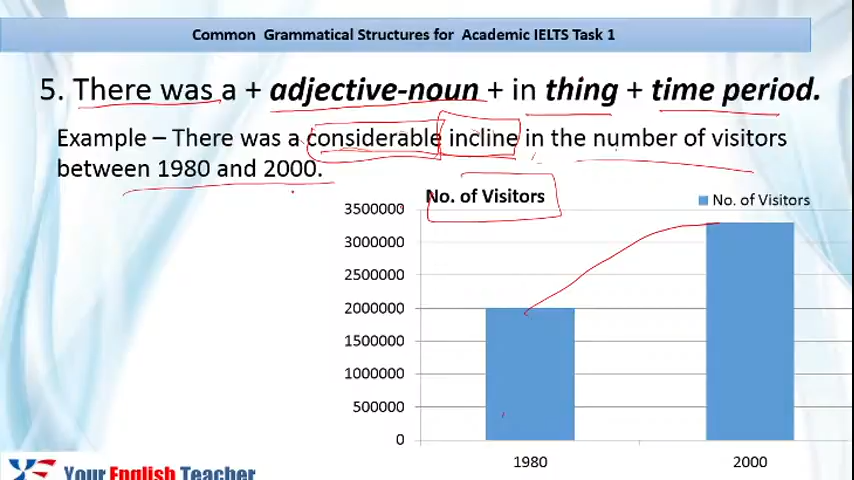 Common Grammatical Structures for Academic IELTS Task 1
5. There was a + adjective-noun + in thing + time period.
Example – There was a considerable incline in the number of visitors
between 1980 and 2000.
No. of Visitors
No. of Visitors
3500000
3000000
2500000
2000000
1500000
1000000
500000
0
1980 2000
Your English Teacher